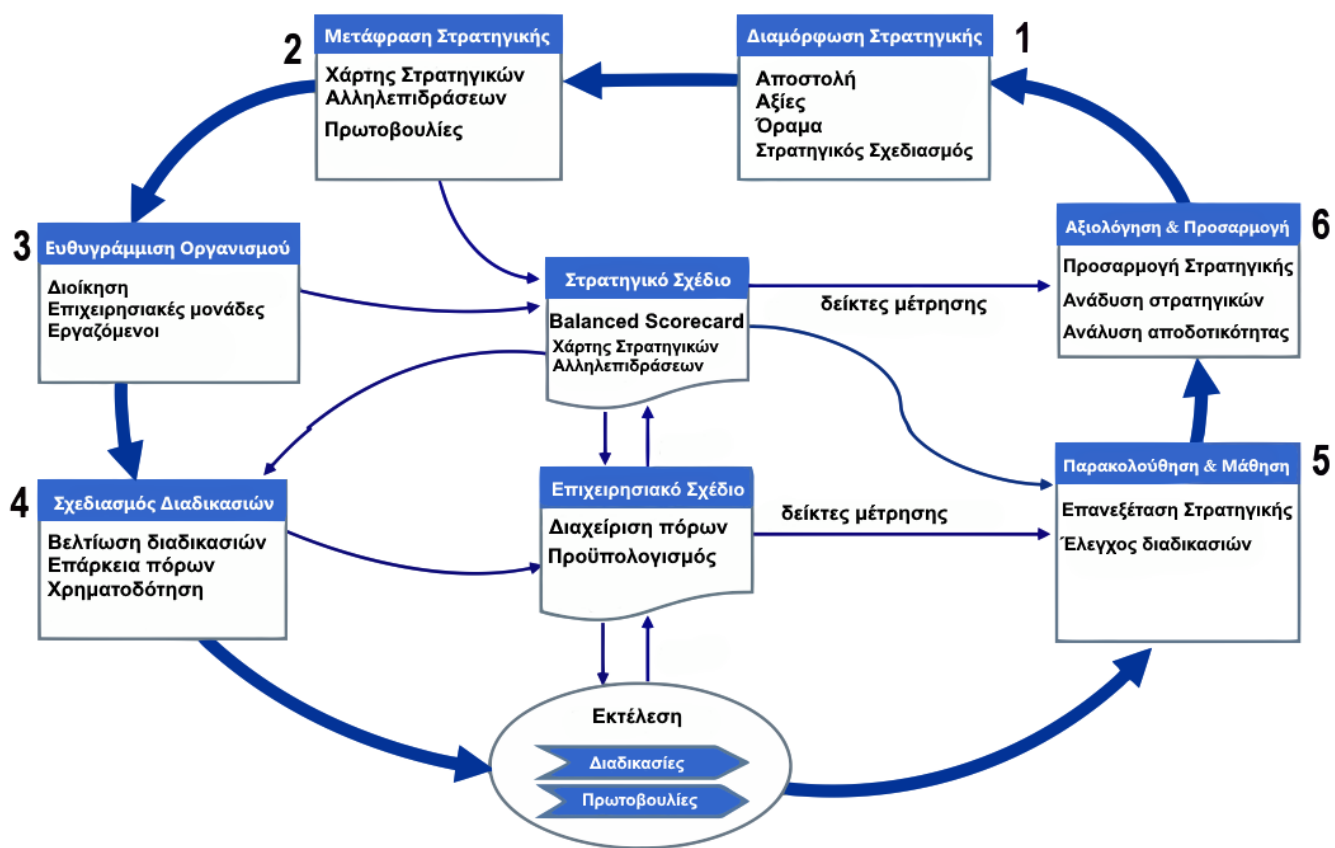 1
Διαμόρφωση Στρατηγικής
Αποστολή
Αξίες
Όραμα
Στρατηγικός Σχεδιασμός
2
Μετάφραση Στρατηγικής
Χάρτης Στρατηγικών
Αλληλεπιδράσεων
Πρωτοβουλίες
3
Ευθυγράμμιση Οργανισμού
Διοίκηση
Επιχειρησιακές μονάδες
Εργαζόμενοι
4
Σχεδιασμός Διαδικασιών
Βελτίωση διαδικασιών
Επάρκεια πόρων
Χρηματοδότηση
Στρατηγικό Σχέδιο
Balanced Scorecard
Χάρτης Στρατηγικών
Αλληλεπιδράσεων
δείκτες μέτρησης
Επιχειρησιακό Σχέδιο
Διαχείριση πόρων
Προϋπολογισμός
δείκτες μέτρησης
Εκτέλεση
Διαδικασίες
Πρωτοβουλίες
5
Παρακολούθηση & Μάθηση
Επανεξέταση Στρατηγικής
Έλεγχος διαδικασιών
6
Αξιολόγηση & Προσαρμογή
Προσαρμογή Στρατηγικής
Ανάδυση στρατηγικών
Ανάλυση αποδοτικότητας